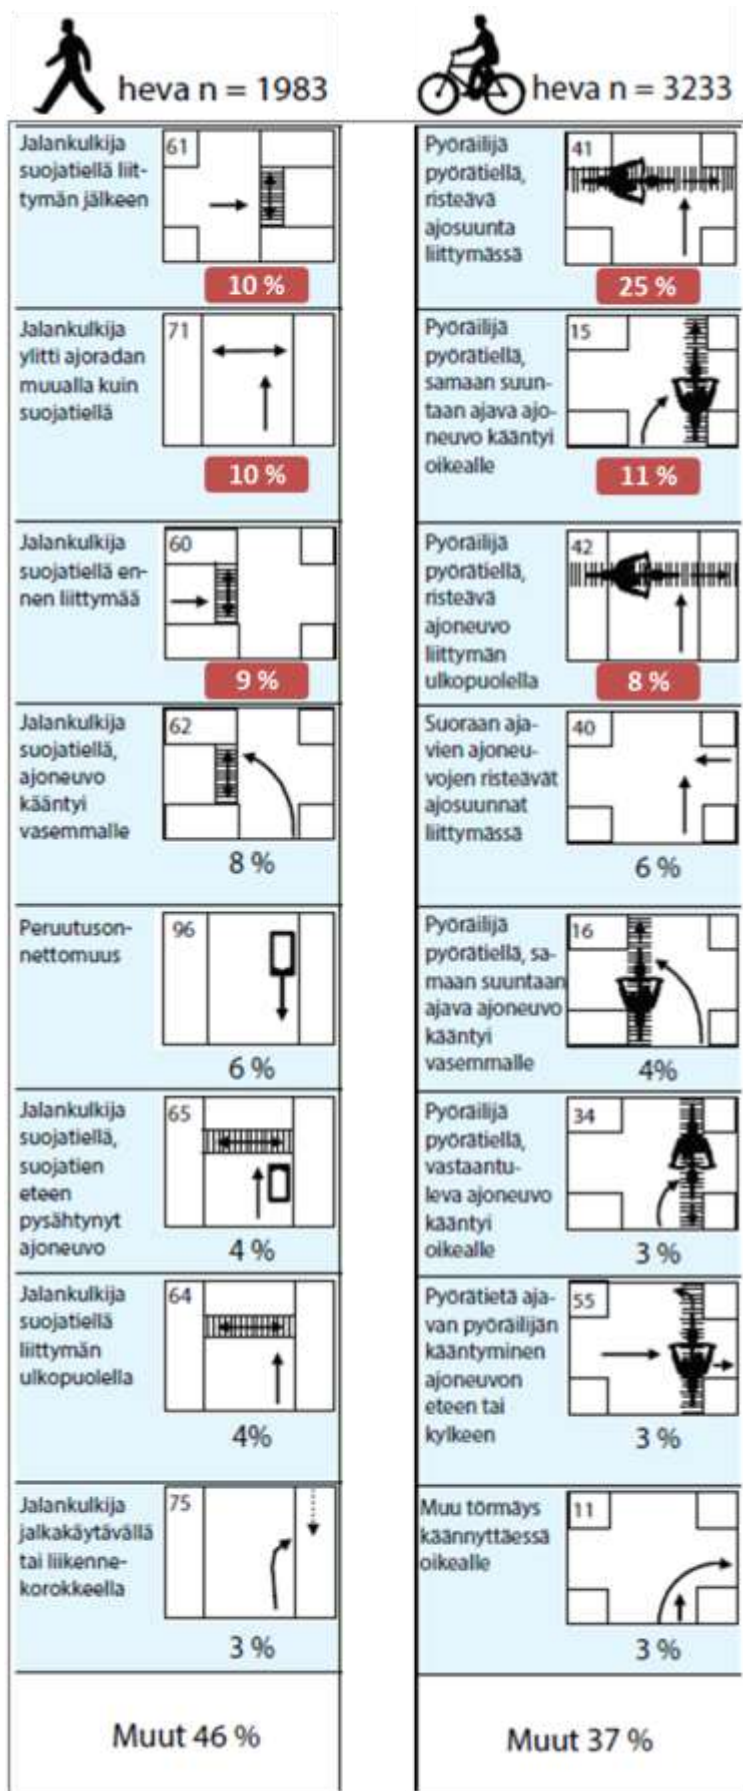 heva n = 1983
Jalankulkija
suojatiellä liit-
tymän jälkeen
61
10 %
Jalankulkija
ylitti ajoradan
muualla kuin
suojatiellä
71
10 %
Jalankulkija
suojatiellä en-
nen liittymää
60
9 %
Jalankulkija
suojatiellä,
ajoneuvo
kääntyi
vasemmalle
62
8 %
Peruutuson-
nettomuus
96
6 %
Jalankulkija
suojatiellä,
suojatien
eteen
pysähtynyt
ajoneuvo
65
4 %
Jalankulkija
suojatiellä
liittymän
ulkopuolella
64
4%
Jalankulkija
jalkakäytävällä
tai liikenne-
korokkeella
75
3 %
Muut 46 %
heva n = 3233
Pyöräilijä
pyörätiellä,
risteävä
ajosuunta
liittymässä
41
25 %
Pyöräilijä
pyörätiellä,
samaan suun-
taan ajava ajo-
neuvo kääntyi
oikealle
15
11 %
Pyöräilijä
pyörätiellä,
risteävä
ajoneuvo
liittymän
ulkopuolella
42
8 %
Suoraan aja-
vien ajoneu-
vojen risteävät
ajosuunnat
liittymässä
40
6 %
Pyöräilijä
pyörätiellä, sa-
maan suuntaan
ajava ajoneuvo
kääntyi
vasemmalle
16
4%
Pyöräilijä
pyörätiellä,
vastaantu-
leva ajoneuvo
kääntyi
oikealle
34
3 %
Pyörätietä aja-
van pyöräilijän
kääntyminen
ajoneuvon
eteen tai
kylkeen
55
3 %
Muu törmäys
käännyttäessä
oikealle
11
3 %
Muut 37 %